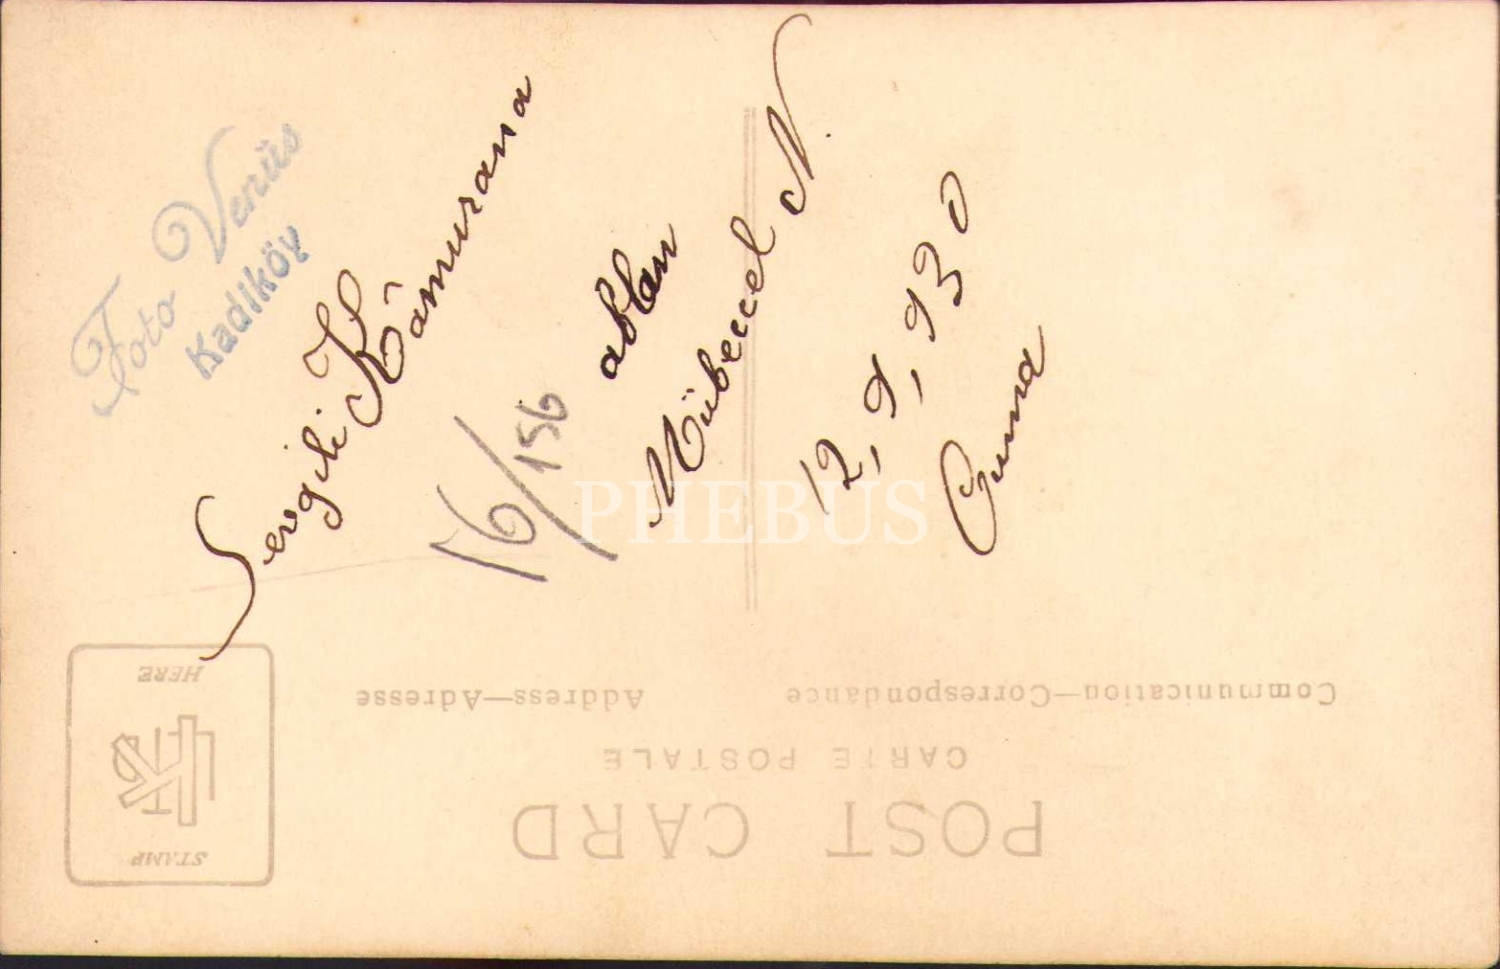 Foto Venüs
Kadıköy
Sevgili Kâmurana
ablan
Mübeccel N.
16/156
12,9,930
Cuma
PHEBUS
POST CARD
CARTE POSTALE
Communication—Correspondance
Address—Adresse
STAMP
HERE